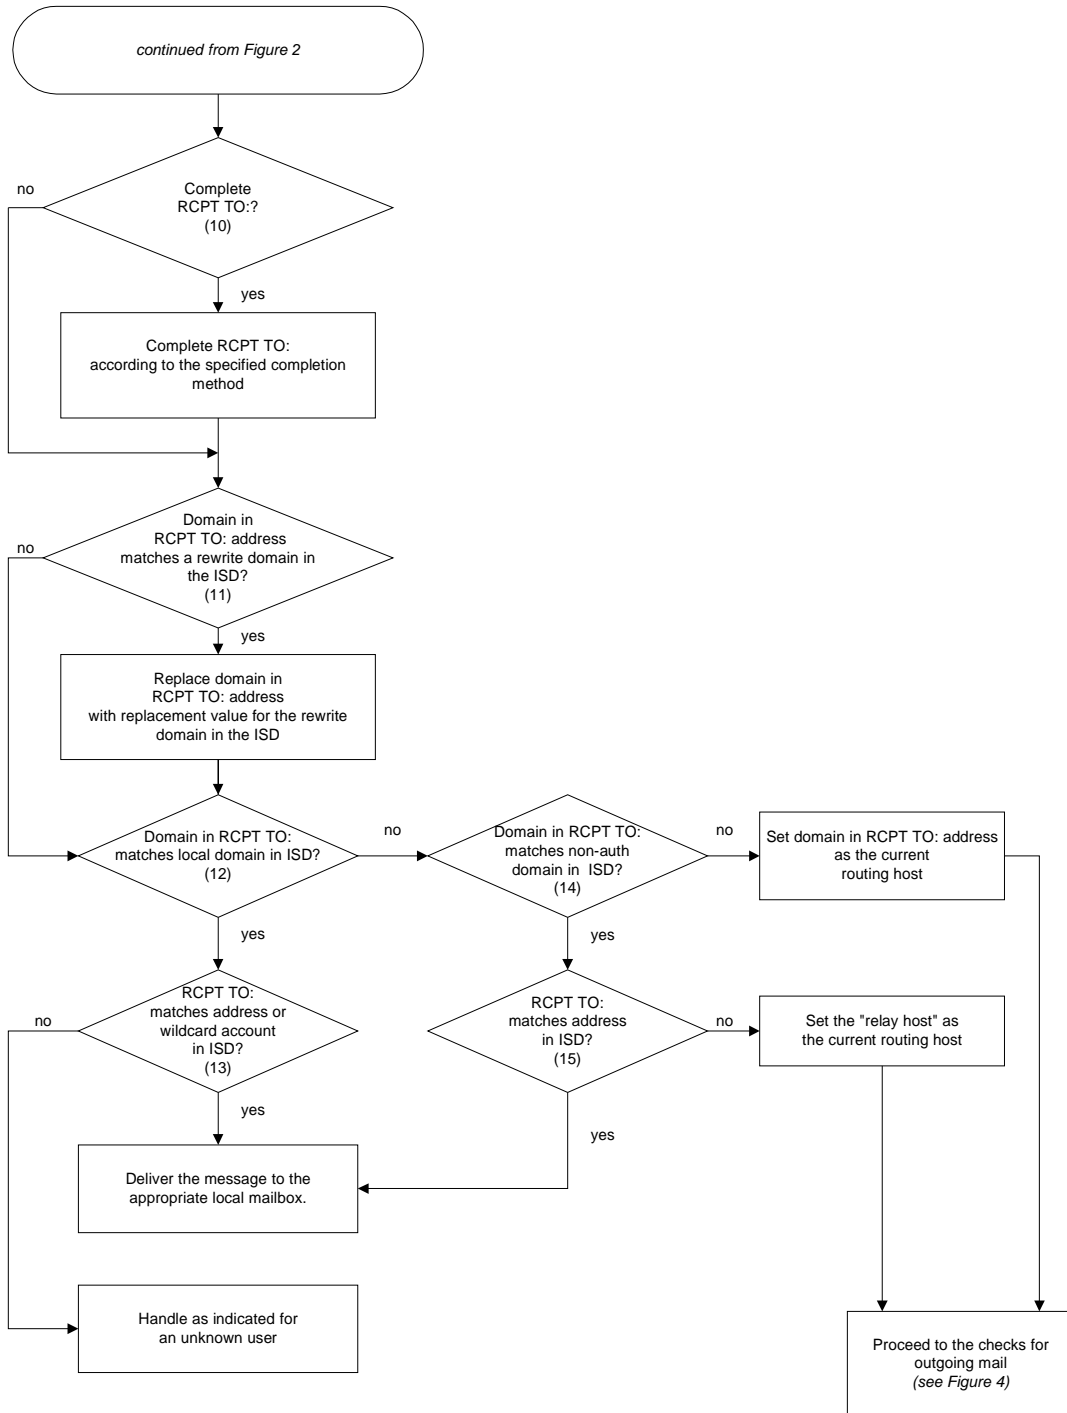 continued from Figure 2
Complete
RCPT TO:?
(10)
no
yes
Complete RCPT TO:
according to the specified completion
method
Domain in
RCPT TO: address
matches a rewrite domain in
the ISD?
(11)
no
yes
Replace domain in
RCPT TO: address
with replacement value for the rewrite
domain in the ISD
Domain in RCPT TO:
matches local domain in ISD?
(12)
no
Domain in RCPT TO:
matches non-auth
domain in  ISD?
(14)
no
Set domain in RCPT TO: address
as the current
routing host
yes
yes
RCPT TO:
matches address or
wildcard account
in ISD?
(13)
no
RCPT TO:
matches address
in ISD?
(15)
no
Set the "relay host" as
the current routing host
yes
yes
Deliver the message to the
appropriate local mailbox.
Handle as indicated for
an unknown user
Proceed to the checks for
outgoing mail
(see Figure 4)